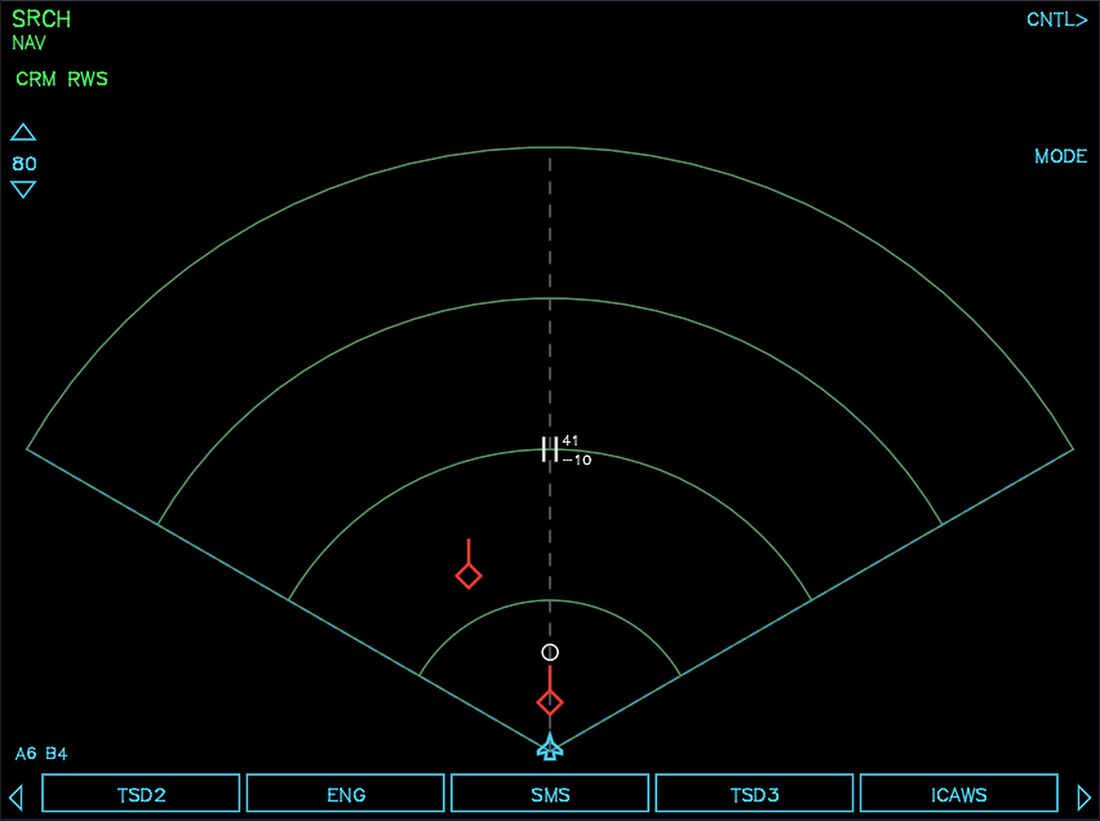 SRCH
CNTL>
NAV
CRM RWS
80
MODE
41
-10
A6 B4
TSD2
ENG
SMS
TSD3
ICAWS